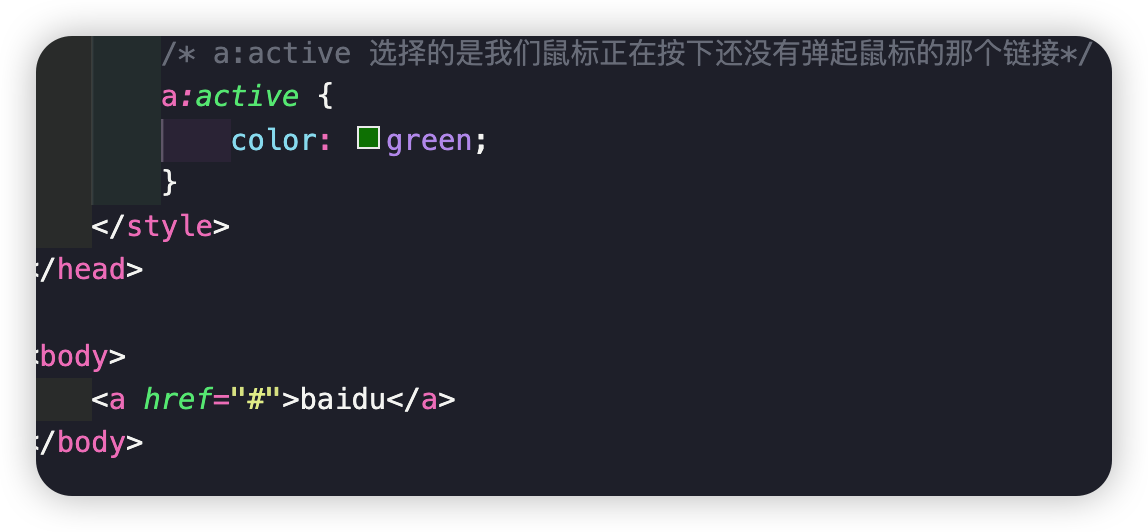 /* a:active 选择的是我们鼠标正在按下还没有弹起鼠标的那个链接*/
a:active {
color: green;
}
</style>
</head>
<body>
<a href="#">baidu</a>
</body>